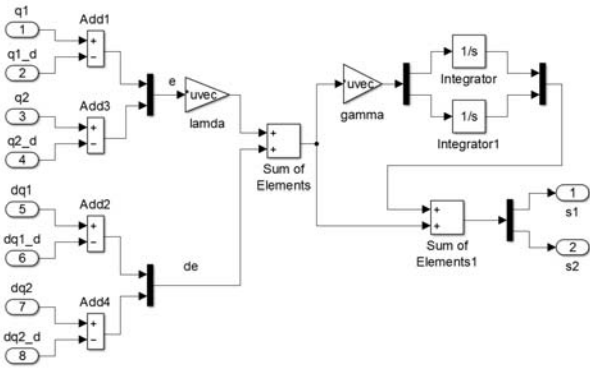 q1
1
Add1
+
−
q1_d
2
q2
3
Add3
+
−
q2_d
4
e
*uvec
lamda
dq1
5
Add2
+
−
dq1_d
6
de
dq2
7
Add4
+
−
dq2_d
8
+
+
Sum of
Elements
*uvec
gamma
1/s
Integrator
1/s
Integrator1
+
+
Sum of
Elements1
1
s1
2
s2